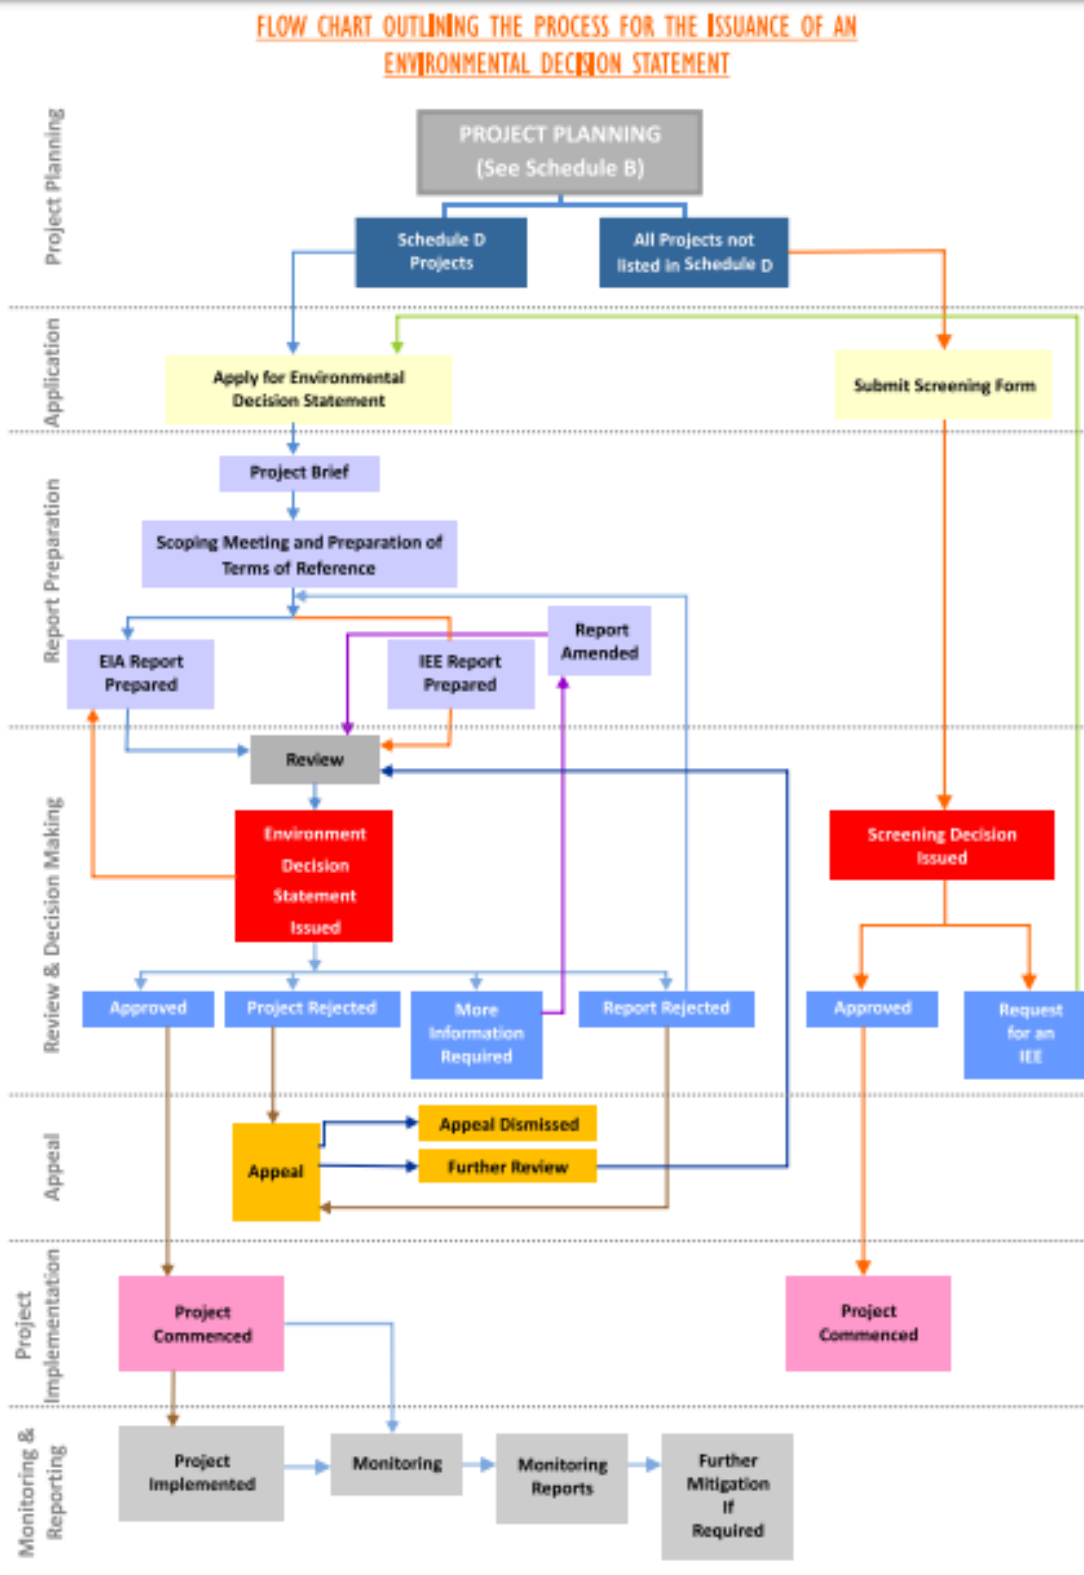 FLOW CHART OUTLINING THE PROCESS FOR THE ISSUANCE OF AN
ENVIRONMENTAL DECISION STATEMENT
Project Planning
PROJECT PLANNING
(See Schedule B)
Schedule D
Projects
All Projects not
listed in Schedule D
Application
Apply for Environmental
Decision Statement
Submit Screening Form
Report Preparation
Project Brief
Scoping Meeting and Preparation of
Terms of Reference
EIA Report
Prepared
IEE Report
Prepared
Report
Amended
Review & Decision Making
Review
Environment
Decision
Statement
Issued
Screening Decision
Issued
Approved
Project Rejected
More
Information
Required
Report Rejected
Approved
Request
for an
IEE
Appeal
Appeal
Appeal Dismissed
Further Review
Project
Implementation
Project
Commenced
Project
Commenced
Monitoring &
Reporting
Project
Implemented
Monitoring
Monitoring
Reports
Further
Mitigation
If
Required